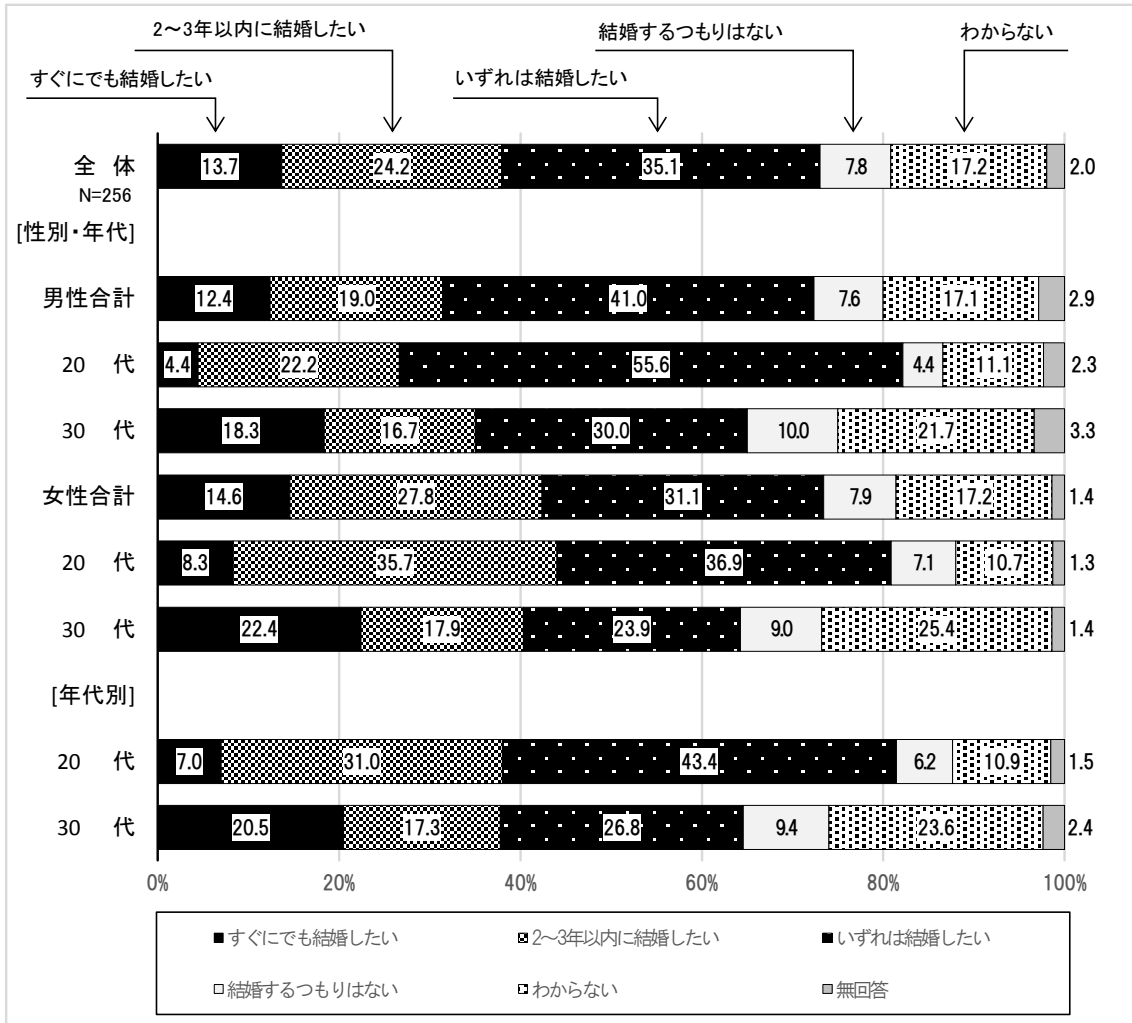 2～3年以内に結婚したい 結婚するつもりはない わからない
すぐにでも結婚したい いずれは結婚したい
全 体 13.7 24.2 35.1 7.8 17.2 2.0
N=256
[性別・年代]
男性合計 12.4 19.0 41.0 7.6 17.1 2.9
20 代 4.4 22.2 55.6 4.4 11.1 2.3
30 代 18.3 16.7 30.0 10.0 21.7 3.3
女性合計 14.6 27.8 31.1 7.9 17.2 1.4
20 代 8.3 35.7 36.9 7.1 10.7 1.3
30 代 22.4 17.9 23.9 9.0 25.4 1.4
[年代別]
20 代 7.0 31.0 43.4 6.2 10.9 1.5
30 代 20.5 17.3 26.8 9.4 23.6 2.4
0% 20% 40% 60% 80% 100%
すぐにでも結婚したい 2～3年以内に結婚したい いずれは結婚したい
結婚するつもりはない わからない 無回答